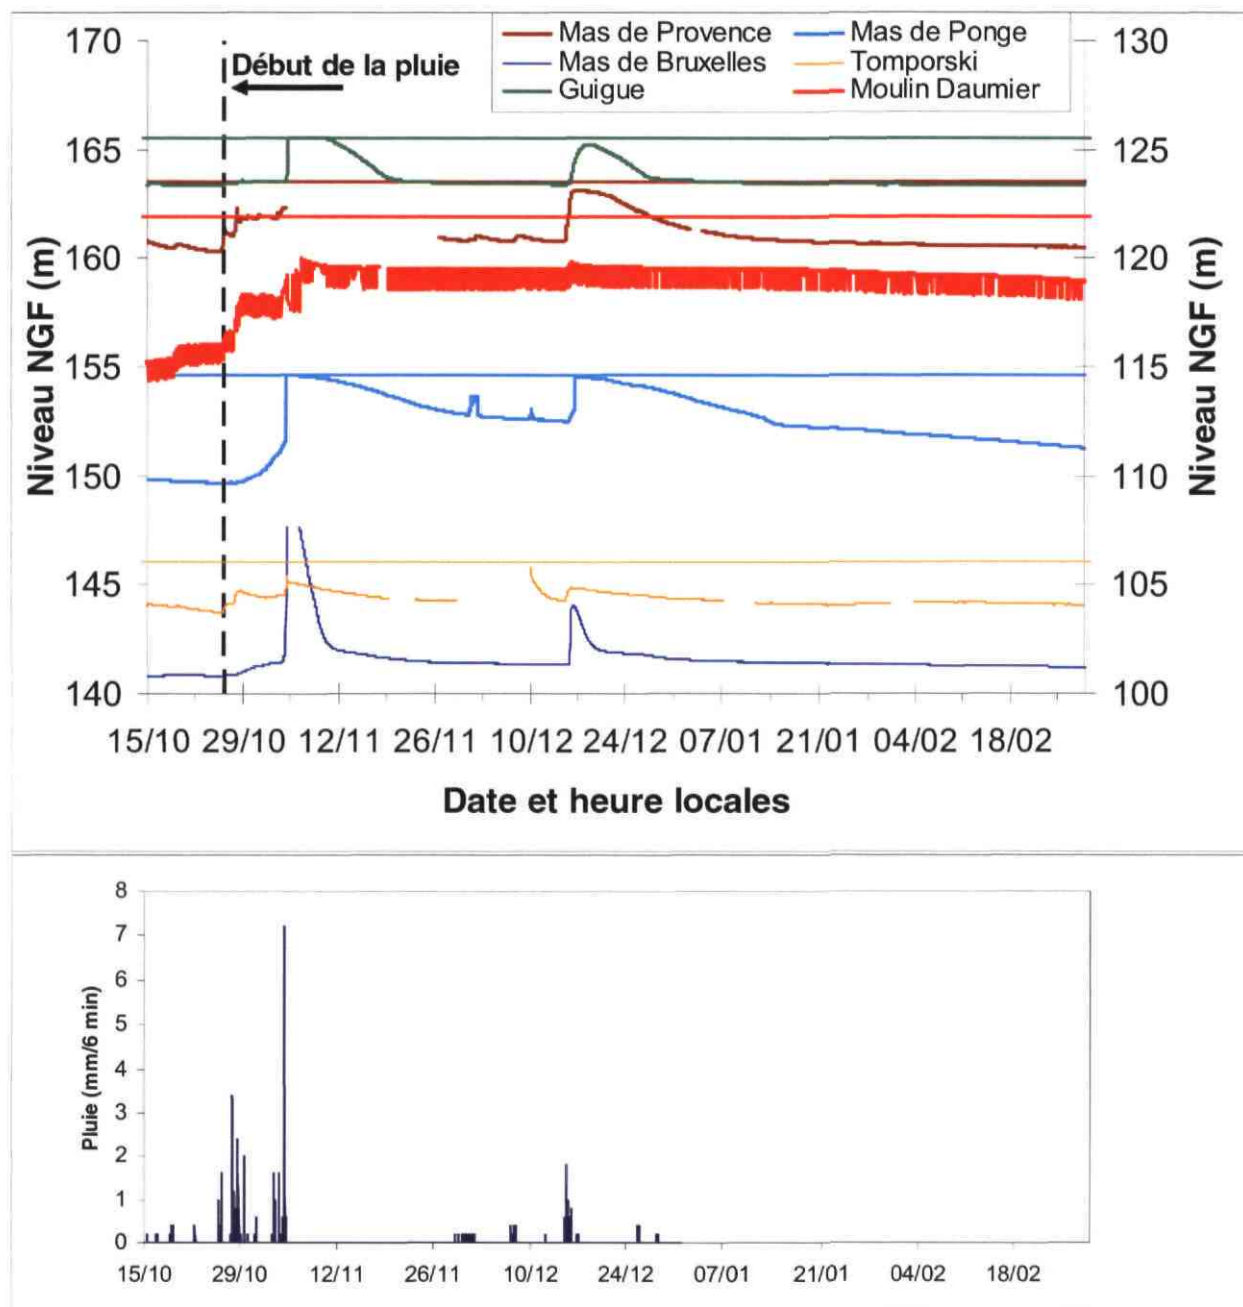 Mas de Provence Mas de Ponge
Mas de Bruxelles Tomporski
Guigue Moulin Daumier
Début de la pluie
170
165
160
155
150
145
140
Niveau NGF (m)
130
125
120
115
110
105
100
Niveau NGF (m)
15/10 29/10 12/11 26/11 10/12 24/12 07/01 21/01 04/02 18/02
Date et heure locales
8
7
6
5
4
3
2
1
0
Pluie (mm/6 min)
15/10 29/10 12/11 26/11 10/12 24/12 07/01 21/01 04/02 18/02